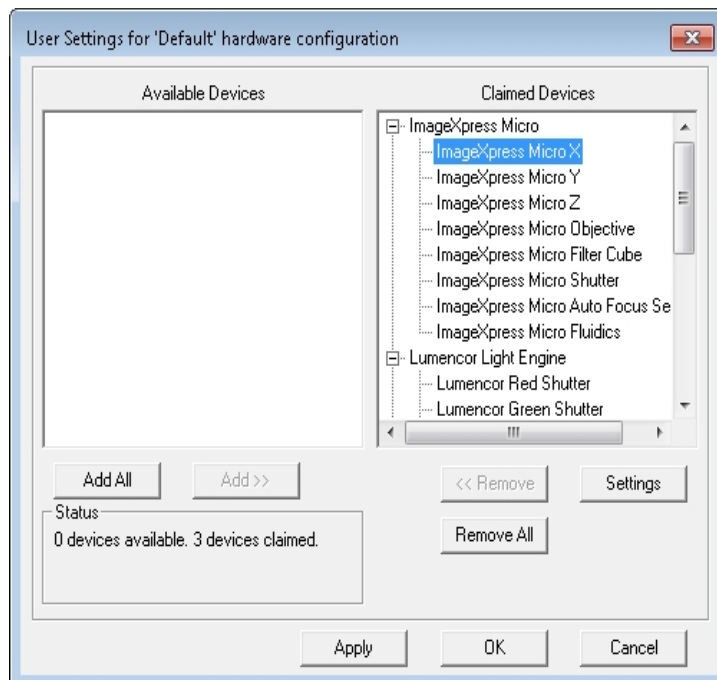 User Settings for 'Default' hardware configuration
Available Devices
Claimed Devices
ImageXpress Micro
ImageXpress Micro X
ImageXpress Micro Y
ImageXpress Micro Z
ImageXpress Micro Objective
ImageXpress Micro Filter Cube
ImageXpress Micro Shutter
ImageXpress Micro Auto Focus Se
ImageXpress Micro Fluidics
Lumencor Light Engine
Lumencor Red Shutter
Lumencor Green Shutter
Add All
Add >>
<< Remove
Settings
Status
0 devices available. 3 devices claimed.
Remove All
Apply
OK
Cancel